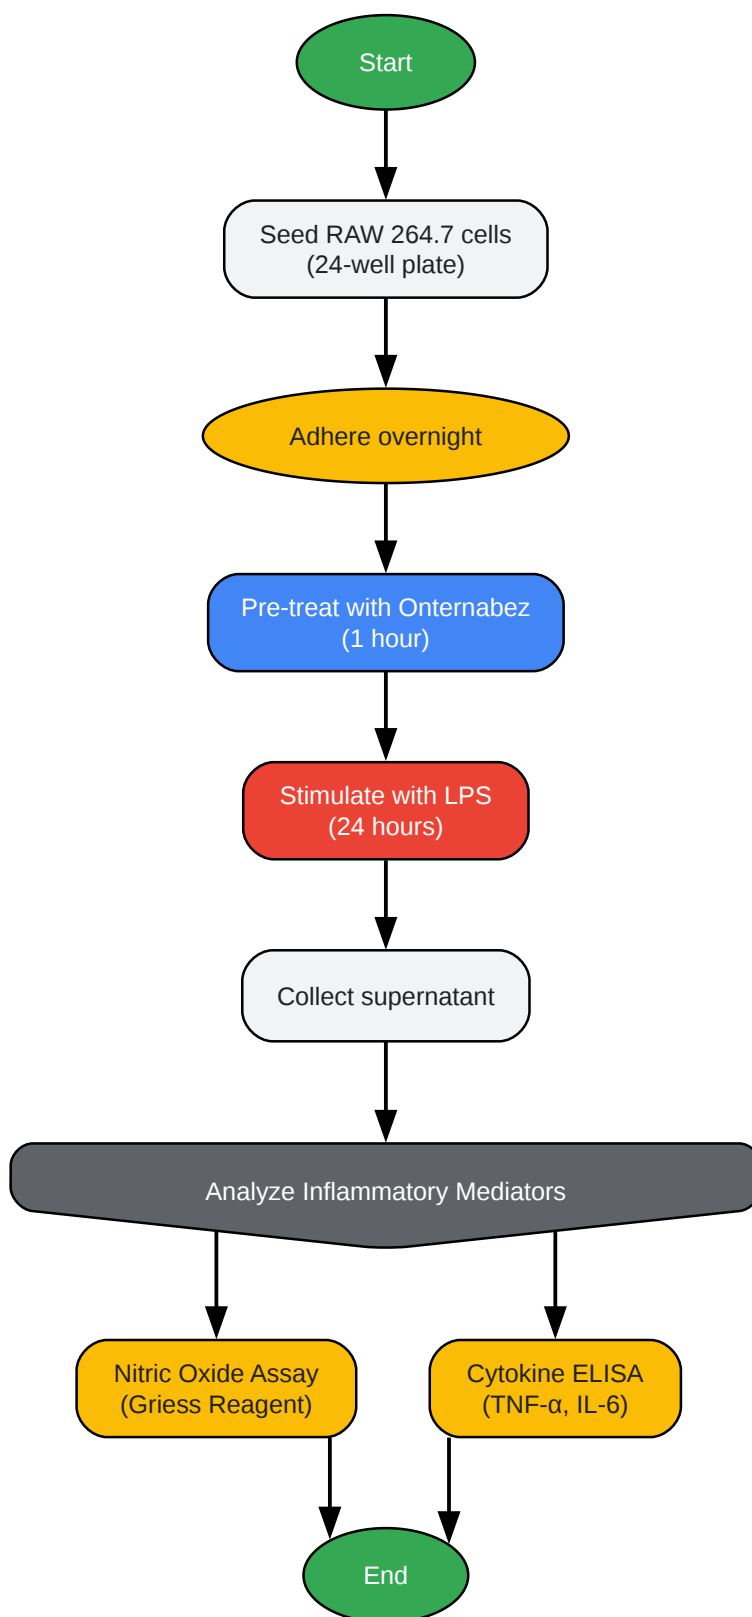 Start
Seed RAW 264.7 cells
(24-well plate)
Adhere overnight
Pre-treat with Onternabez
(1 hour)
Stimulate with LPS
(24 hours)
Collect supernatant
Analyze Inflammatory Mediators
Nitric Oxide Assay
(Griess Reagent)
Cytokine ELISA
(TNF-α, IL-6)
End